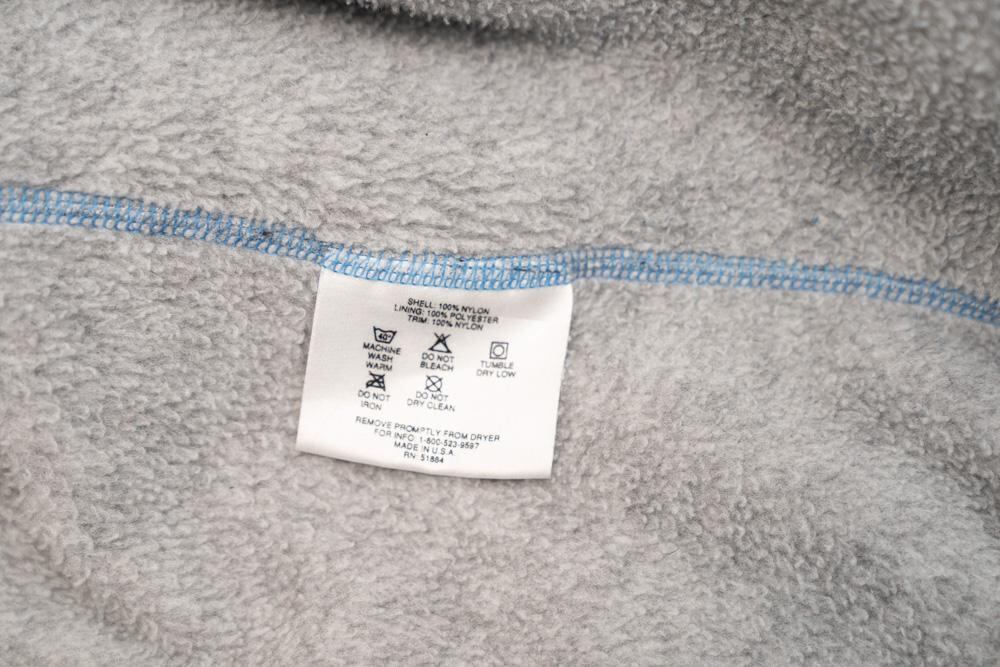 SHELL: 100% NYLON
LINING: 100% POLYESTER
TRIM: 100% NYLON
40°
MACHINE WASH WARM
DO NOT BLEACH
TUMBLE DRY LOW
DO NOT IRON
DO NOT DRY CLEAN
REMOVE PROMPTLY FROM DRYER
FOR INFO: 1-800-523-9597
MADE IN U.S.A.
RN: 51884